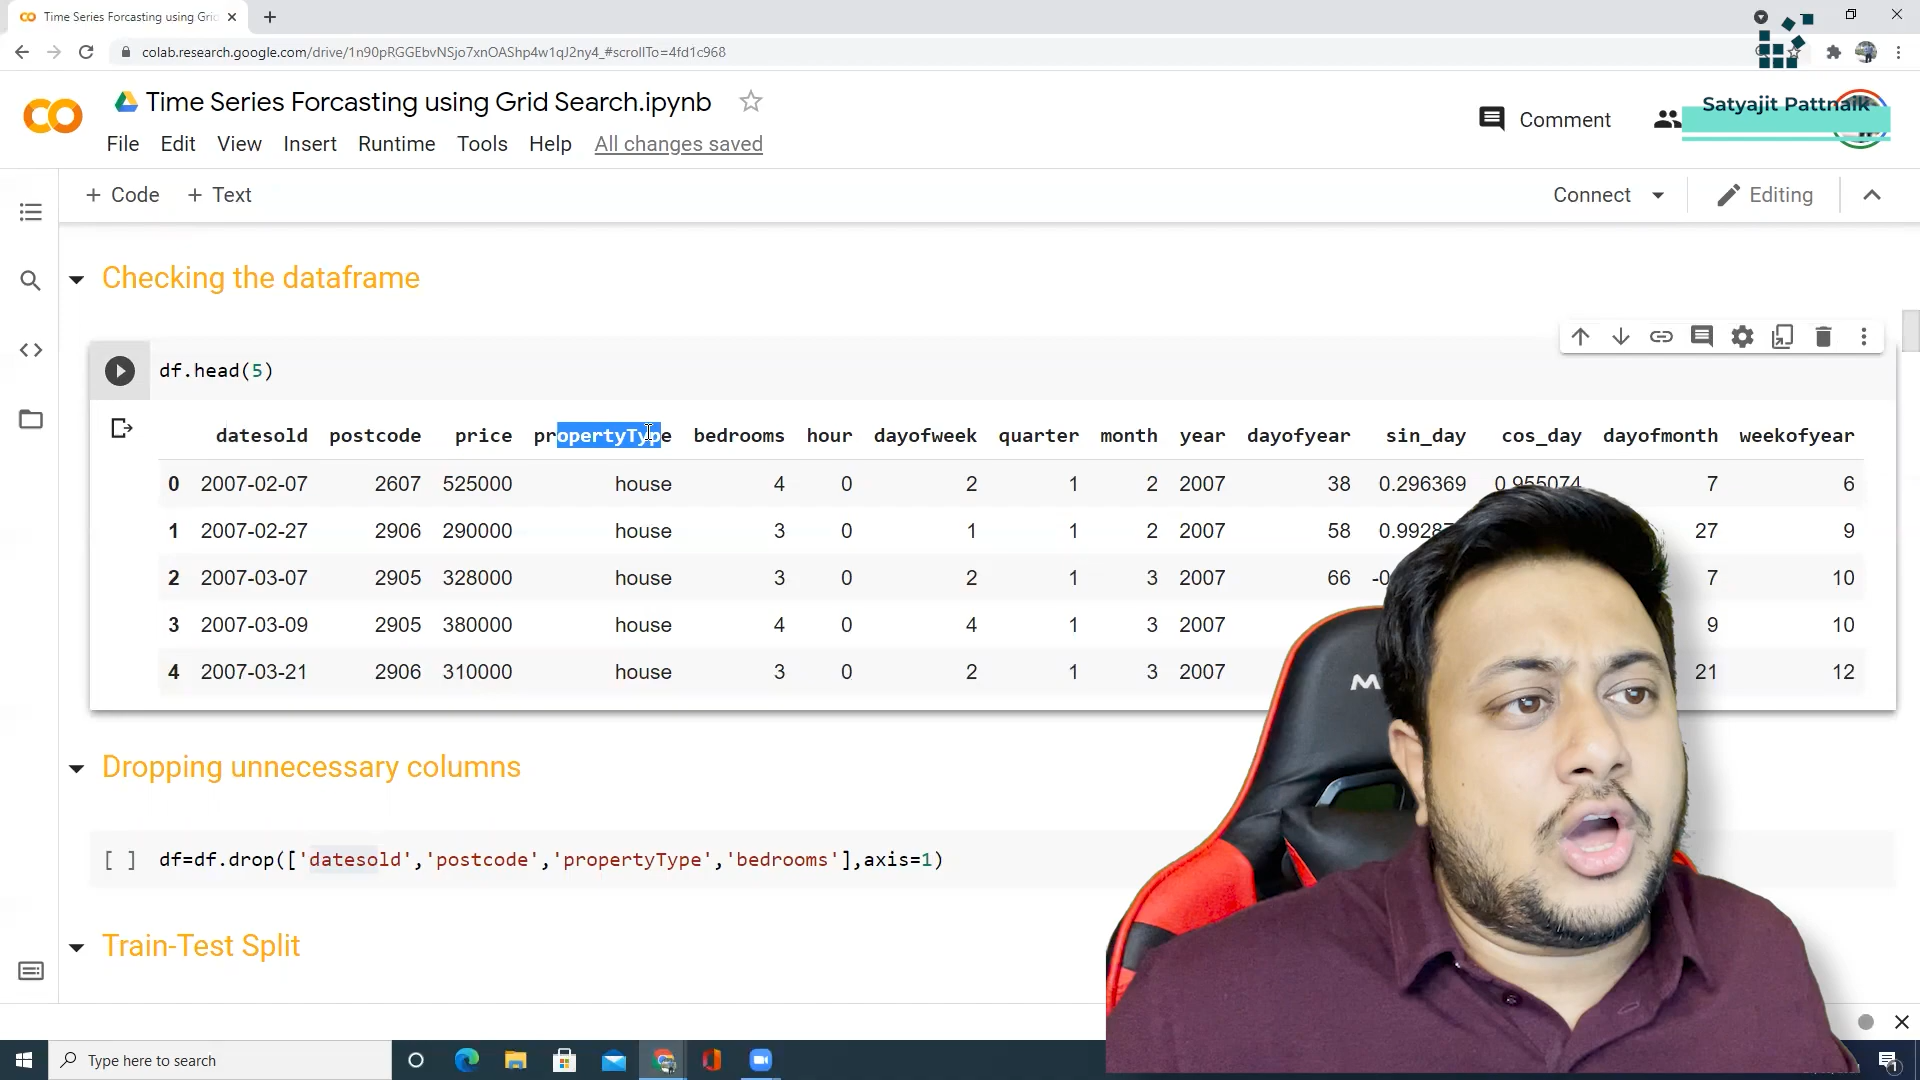 Time Series Forcasting using Gri
colab.research.google.com/drive/1n90pRGGEbvNSjo7xnOAShp4w1qJ2ny4_#scrollTo=4fd1c968
Time Series Forcasting using Grid Search.ipynb
Comment
Satyajit Pattnaik
File Edit View Insert Runtime Tools Help All changes saved
+ Code + Text
Connect
Editing
Checking the dataframe
df.head(5)
datesold postcode price propertyType bedrooms hour dayofweek quarter month year dayofyear sin_day cos_day dayofmonth weekofyear
0 2007-02-07 2607 525000 house 4 0 2 1 2 2007 38 0.296369 0.955074 7 6
1 2007-02-27 2906 290000 house 3 0 1 1 2 2007 58 27 9
2 2007-03-07 2905 328000 house 3 0 2 1 3 2007 66 7 10
3 2007-03-09 2905 380000 house 4 0 4 1 3 2007 9 10
4 2007-03-21 2906 310000 house 3 0 2 1 3 2007 21 12
Dropping unnecessary columns
[ ] df=df.drop(['datesold','postcode','propertyType','bedrooms'],axis=1)
Train-Test Split
Type here to search